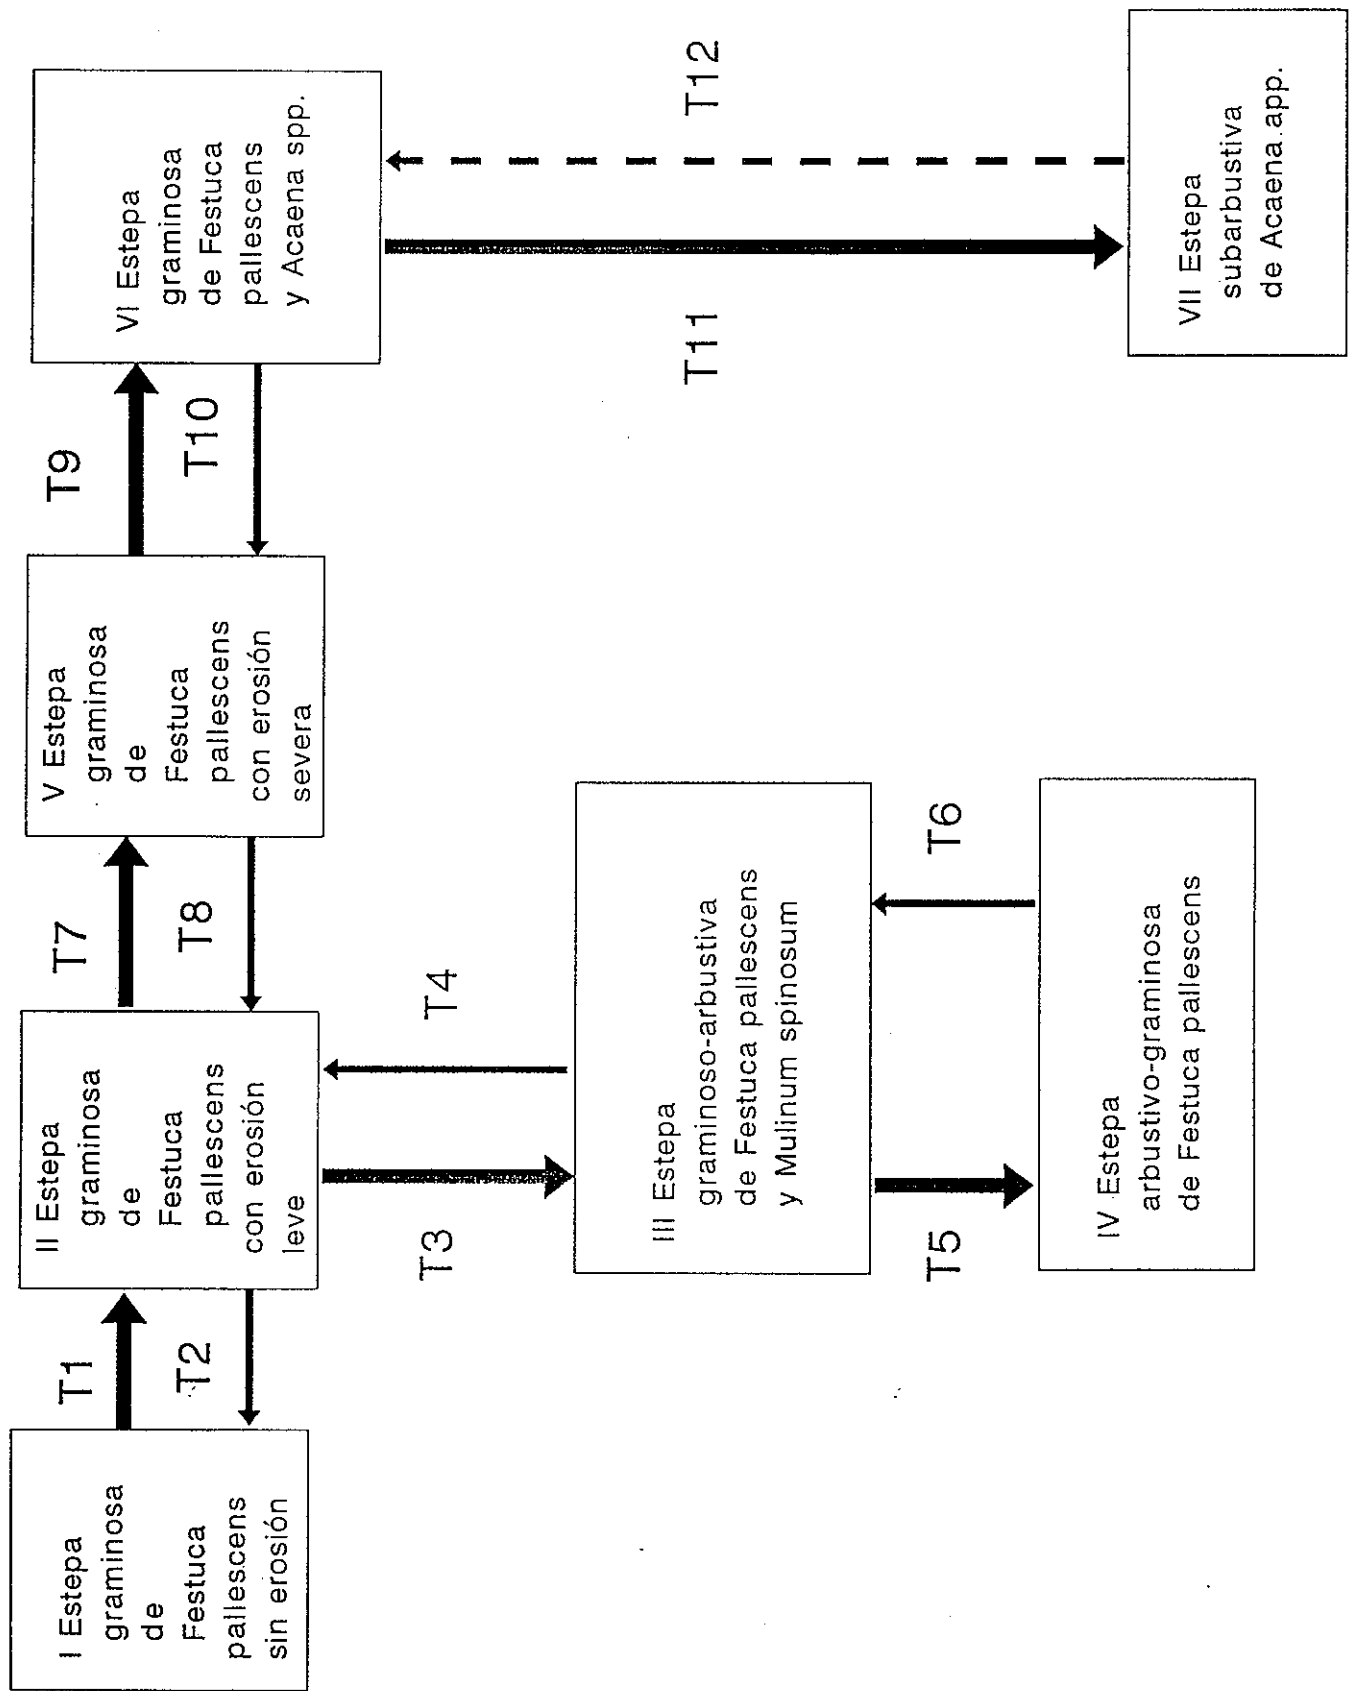 I Estepa
graminosa
de
Festuca
pallescens
sin erosión
T1
T2
II Estepa
graminosa
de
Festuca
pallescens
con erosión
leve
T7
T8
V Estepa
graminosa
de
Festuca
pallescens
con erosión
severa
T9
T10
VI Estepa
graminosa
de Festuca
pallescens
y Acaena spp.
T3
T4
III Estepa
graminoso-arbustiva
de Festuca pallescens
y Mulinum spinosum
T5
T6
IV Estepa
arbustivo-graminosa
de Festuca pallescens
T11
T12
VII Estepa
subarbustiva
de Acaena.app.